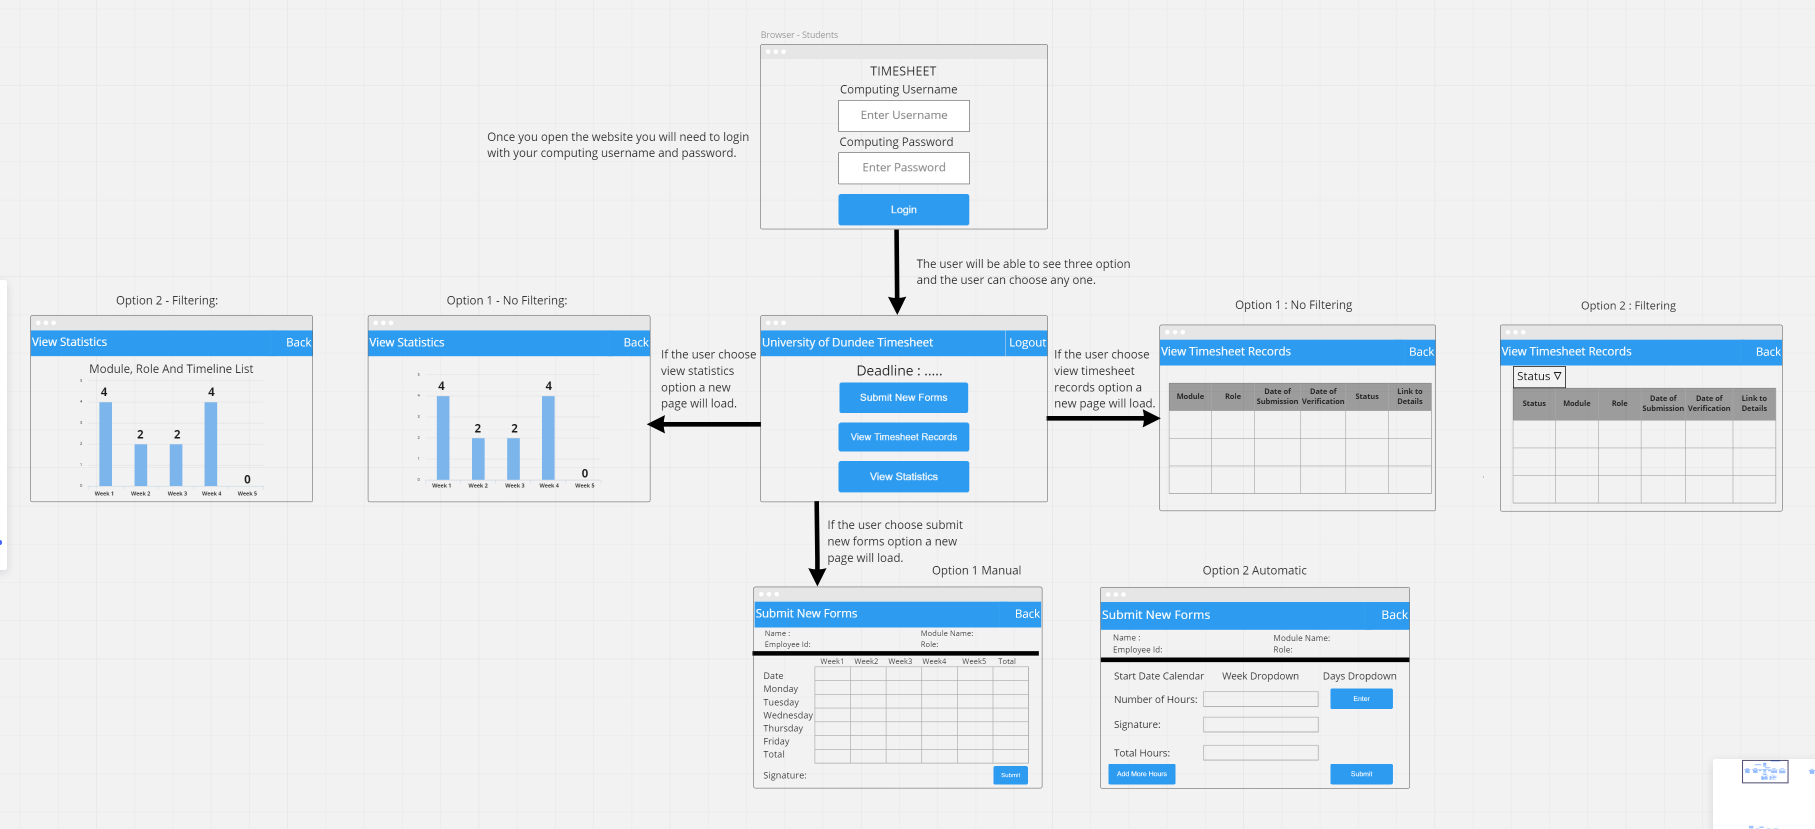 Browser - Students
TIMESHEET
Computing Username
Enter Username
Computing Password
Enter Password
Login
Once you open the website you will need to login
with your computing username and password.
The user will be able to see three option
and the user can choose any one.
Option 2 - Filtering:
View Statistics
Back
Module, Role And Timeline List
5
4
3
2
1
0
4
2
2
4
0
Week 1
Week 2
Week 3
Week 4
Week 5
Option 1 - No Filtering:
View Statistics
Back
5
4
3
2
1
0
4
2
2
4
0
Week 1
Week 2
Week 3
Week 4
Week 5
If the user choose
view statistics
option a new
page will load.
University of Dundee Timesheet
Logout
Deadline : .....
Submit New Forms
View Timesheet Records
View Statistics
If the user choose
view timesheet
records option a
new page will load.
Option 1 : No Filtering
View Timesheet Records
Back
Module Role Date of Submission Date of Verification Status Link to Details
Option 2 : Filtering
View Timesheet Records
Back
Status ∇
Status Module Role Date of Submission Date of Verification Link to Details
If the user choose submit
new forms option a new
page will load.
Option 1 Manual
Submit New Forms
Back
Name :
Module Name:
Employee Id:
Role:
Week1 Week2 Week3 Week4 Week5 Total
Date
Monday
Tuesday
Wednesday
Thursday
Friday
Total
Signature:
Submit
Option 2 Automatic
Submit New Forms
Back
Name :
Module Name:
Employee Id:
Role:
Start Date Calendar Week Dropdown Days Dropdown
Number of Hours:
Enter
Signature:
Total Hours:
Add More Hours
Submit